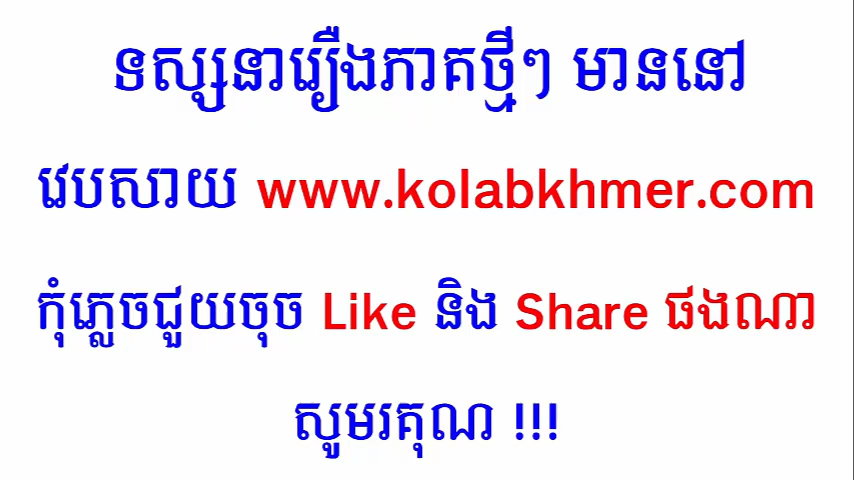 ទស្សនារឿងភាគថ្មីៗ មាននៅ
វេបសាយ www.kolabkhmer.com
កុំភ្លេចជួយចុច Like និង Share ផងណា
សូមរគុណ !!!